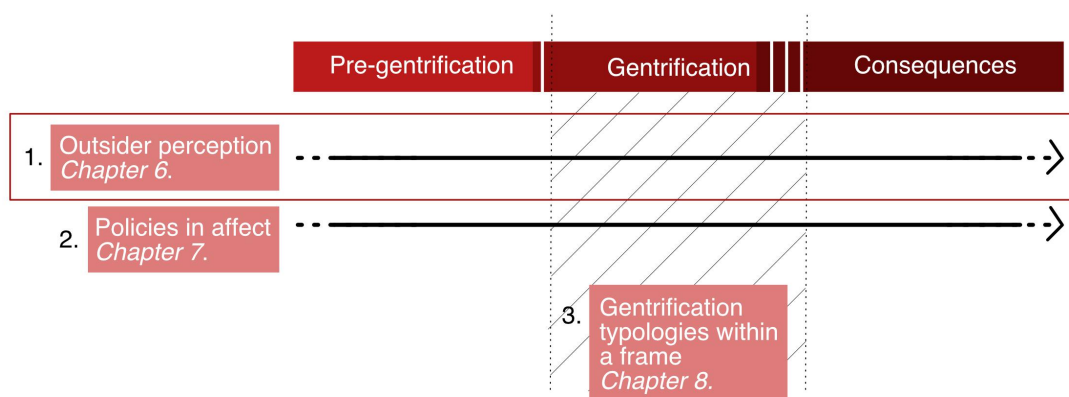 Pre-gentrification Gentrification Consequences
1. Outsider perception
Chapter 6.
2. Policies in affect
Chapter 7.
3. Gentrification
typologies within
a frame
Chapter 8.